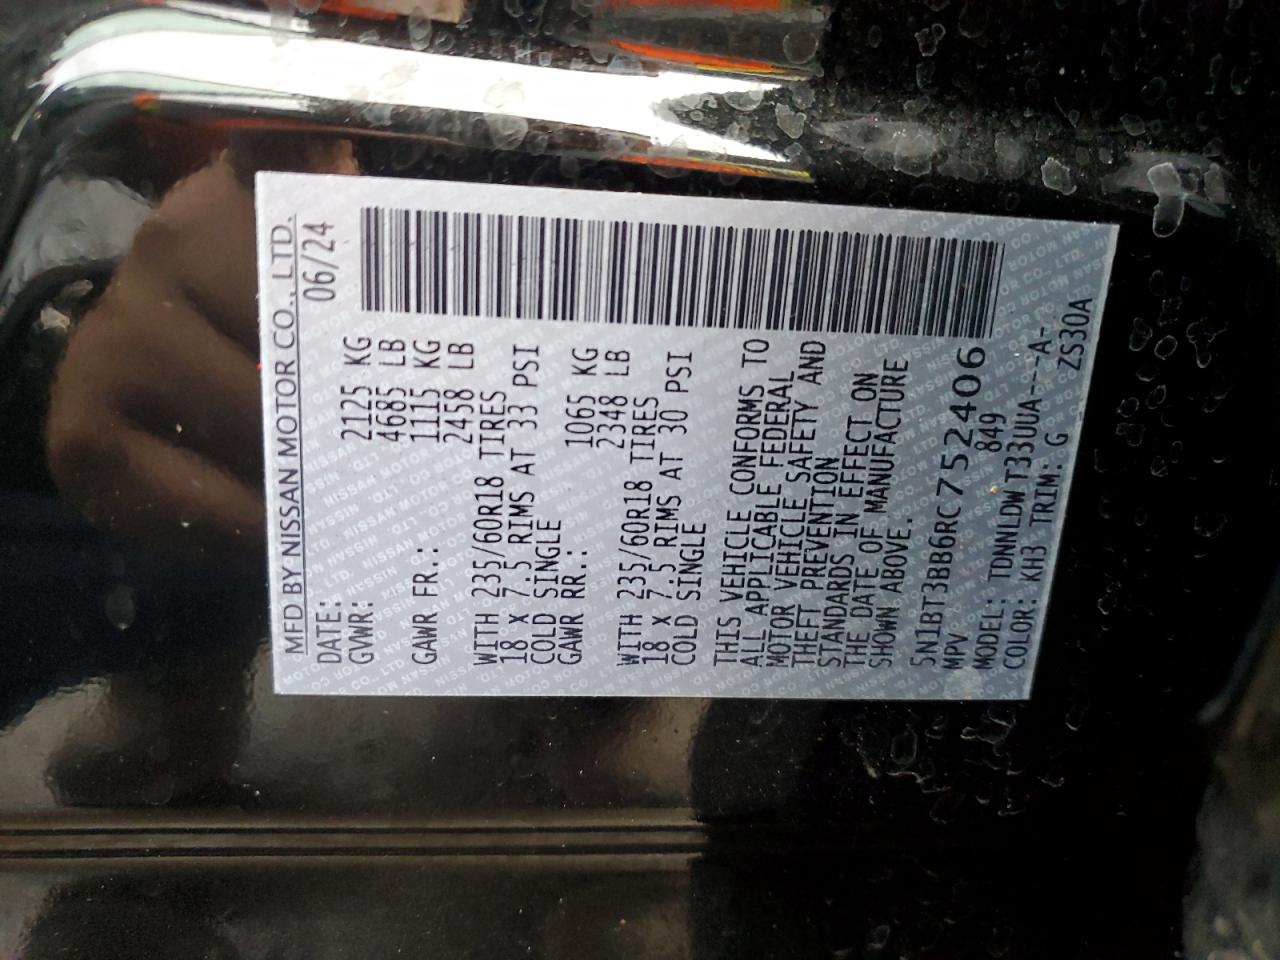 MFD BY NISSAN MOTOR CO., LTD.
DATE: 06/24
GVWR: 2125 KG
4685 LB
GAWR FR.: 1115 KG
2458 LB
WITH 235/60R18 TIRES
18 x 7.5 RIMS AT 33 PSI
COLD SINGLE
GAWR RR.: 1065 KG
2348 LB
WITH 235/60R18 TIRES
18 x 7.5 RIMS AT 30 PSI
COLD SINGLE
THIS VEHICLE CONFORMS TO
ALL APPLICABLE FEDERAL
MOTOR VEHICLE SAFETY AND
THEFT PREVENTION
STANDARDS IN EFFECT ON
THE DATE OF MANUFACTURE
SHOWN ABOVE.
5N1BT3BB6RC752406
MPV 849
MODEL: TDNNLDW T33UUA----A-
COLOR: KH3 TRIM: G ZS30A